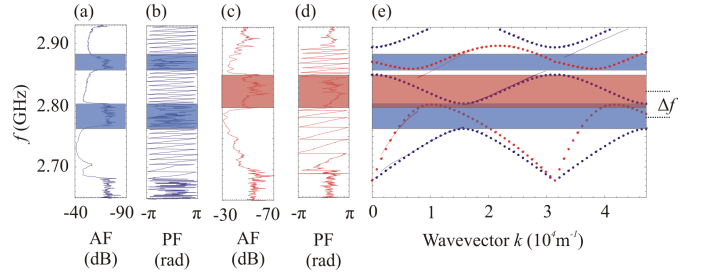 (a) (b) (c) (d) (e)
2.90
2.80
2.70
f (GHz)
Δf
-40 -90 -π π -30 -70 -π π 0 1 2 3 4
AF PF AF PF Wavevector k (10⁴m⁻¹)
(dB) (rad) (dB) (rad)